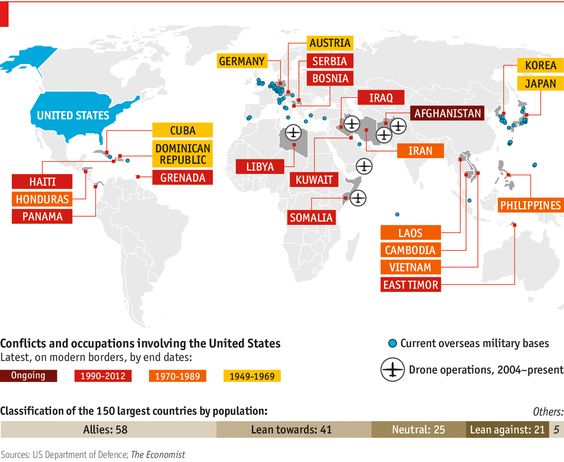 AUSTRIA
KOREA
GERMANY
SERBIA
JAPAN
BOSNIA
IRAQ
UNITED STATES
AFGHANISTAN
CUBA
DOMINICAN
REPUBLIC
IRAN
LIBYA
HAITI
GRENADA
KUWAIT
HONDURAS
PHILIPPINES
PANAMA
SOMALIA
LAOS
CAMBODIA
VIETNAM
EAST TIMOR
Conflicts and occupations involving the United States
Latest, on modern borders, by end dates:
Ongoing 1990-2012 1970-1989 1949-1969
Current overseas military bases
Drone operations, 2004–present
Classification of the 150 largest countries by population:
Others:
Allies: 58 Lean towards: 41 Neutral: 25 Lean against: 21 5
Sources: US Department of Defence; The Economist